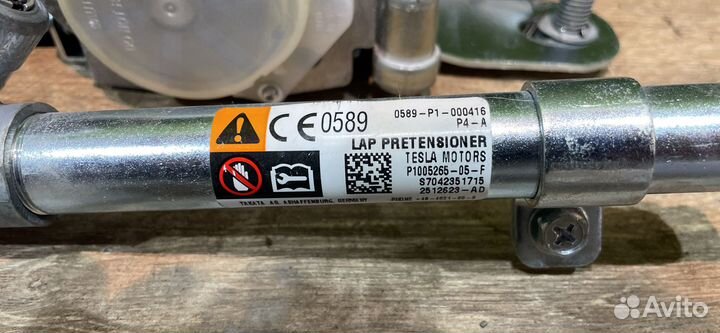 CE 0589
0589-P1-000416
P4-A
LAP PRETENSIONER
TESLA MOTORS
P1005265-05-F
S7042351715
2512623-AD
TAKATA AG, ASHAFFENBURG, GERMANY
Avito